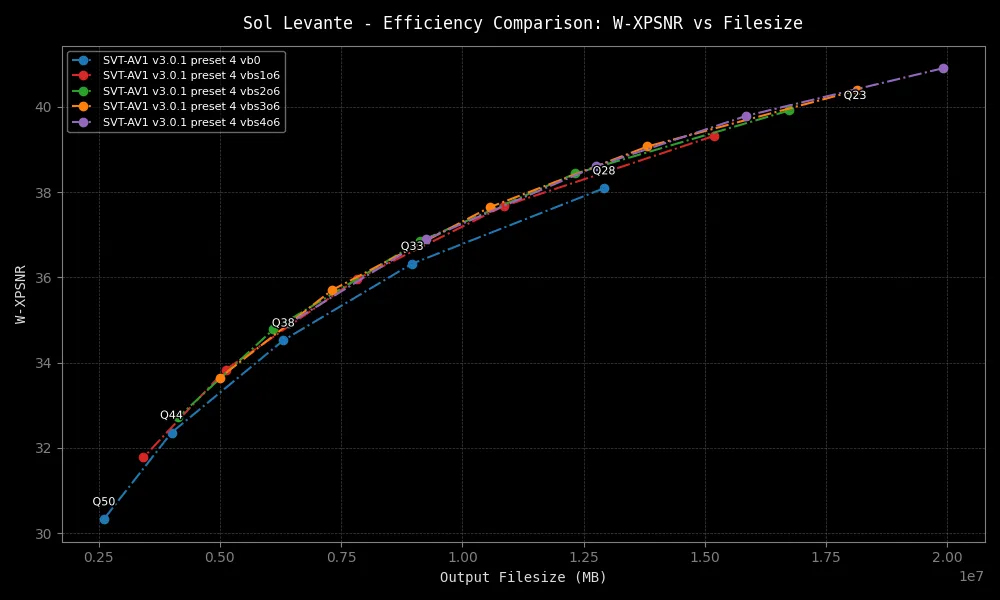 Sol Levante - Efficiency Comparison: W-XPSNR vs Filesize
SVT-AV1 v3.0.1 preset 4 vb0
SVT-AV1 v3.0.1 preset 4 vbs1o6
SVT-AV1 v3.0.1 preset 4 vbs2o6
SVT-AV1 v3.0.1 preset 4 vbs3o6
SVT-AV1 v3.0.1 preset 4 vbs4o6
W-XPSNR
40
38
36
34
32
30
Q23
Q28
Q33
Q38
Q44
Q50
0.25 0.50 0.75 1.00 1.25 1.50 1.75 2.00
1e7
Output Filesize (MB)